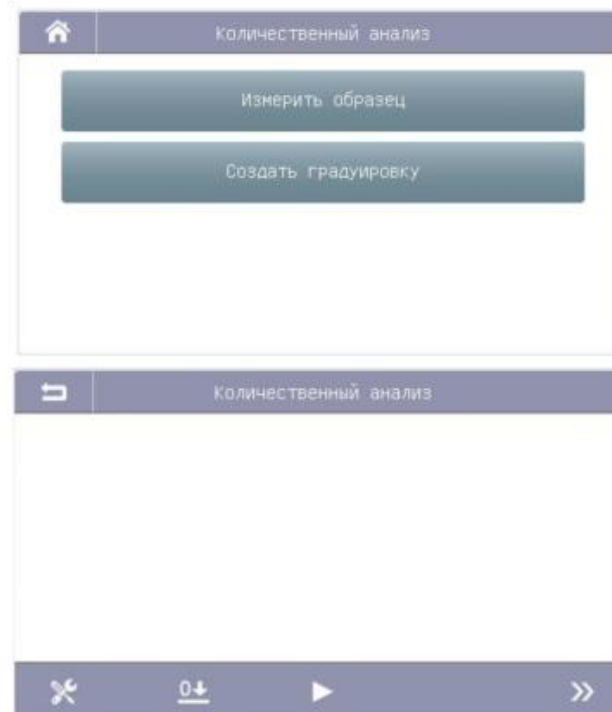 Количественный анализ
Измерить образец
Создать градуировку
Количественный анализ
0